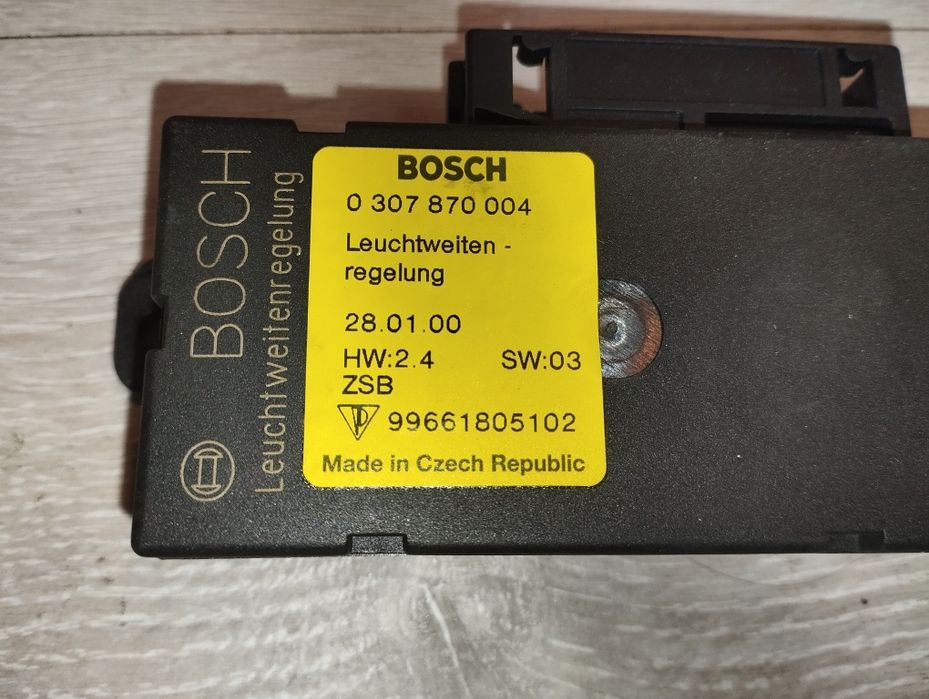 BOSCH
Leuchtweitenregelung
BOSCH
0 307 870 004
Leuchtweiten -
regelung
28.01.00
HW:2.4 SW:03
ZSB
99661805102
Made in Czech Republic